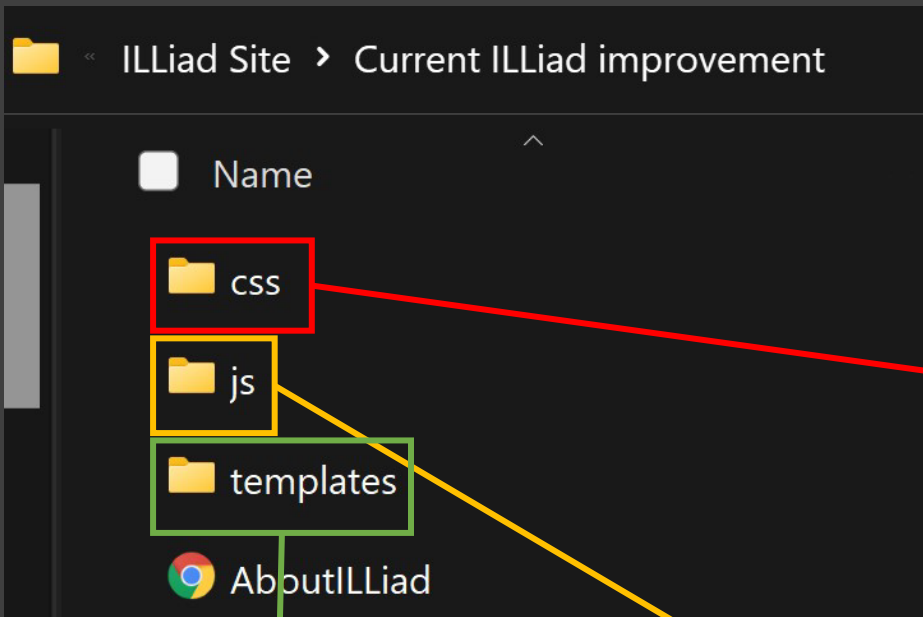 « ILLiad Site > Current ILLiad improvement
Name
css
js
templates
AboutILLiad